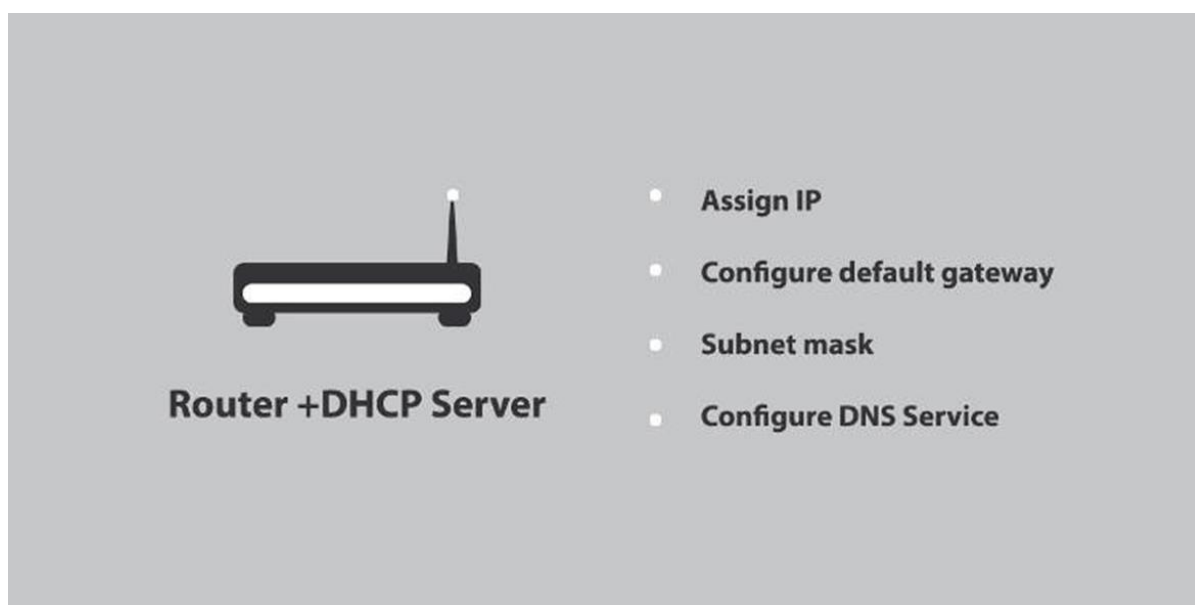 Router +DHCP Server
Assign IP
Configure default gateway
Subnet mask
Configure DNS Service